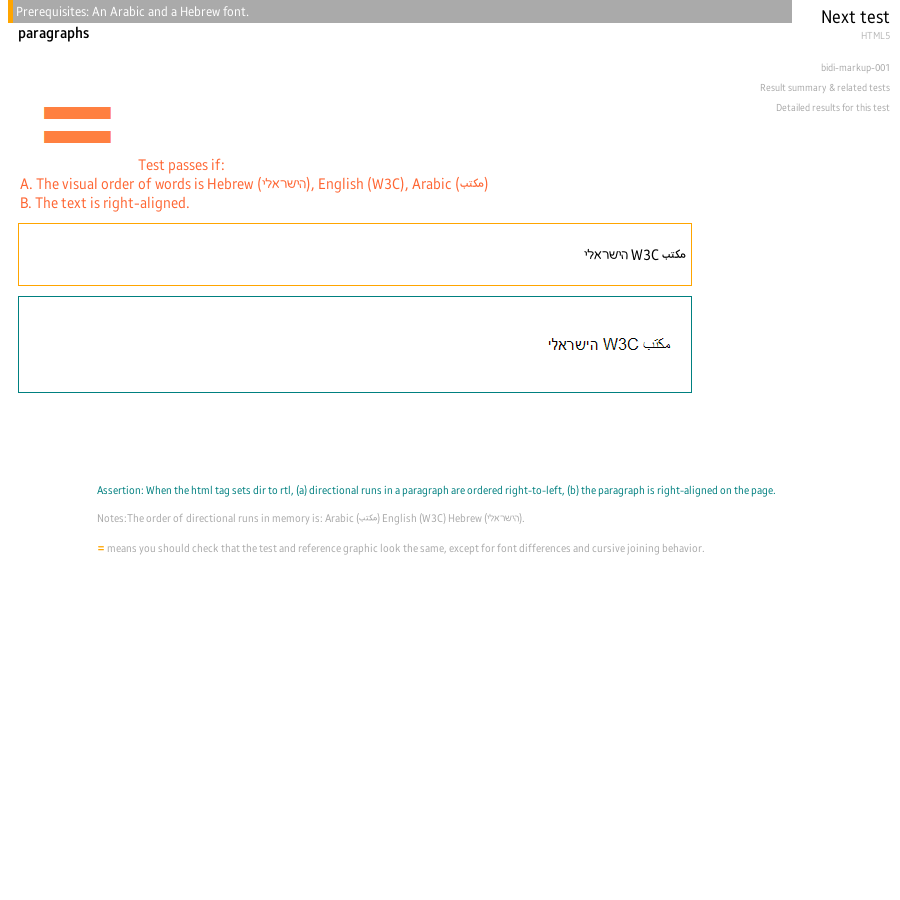 Prerequisites: An Arabic and a Hebrew font.
Next test
paragraphs
HTML5
bidi-markup-001
Result summary & related tests
Detailed results for this test
Test passes if:
A. The visual order of words is Hebrew (הישראלי), English (W3C), Arabic (مكتب)
B. The text is right-aligned.
مكتب W3C הישראלי
مكتب W3C הישראלי
Assertion: When the html tag sets dir to rtl, (a) directional runs in a paragraph are ordered right-to-left, (b) the paragraph is right-aligned on the page.
Notes:The order of directional runs in memory is: Arabic (مكتب) English (W3C) Hebrew (הישראלי).
= means you should check that the test and reference graphic look the same, except for font differences and cursive joining behavior.